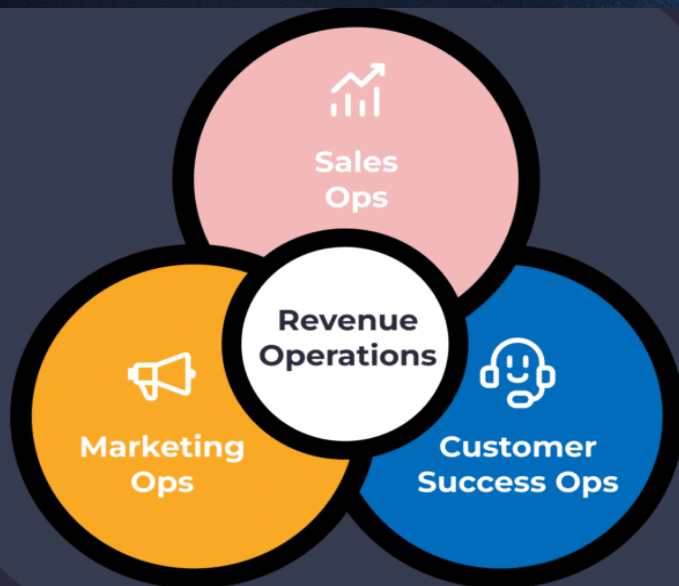 Sales
Ops
Revenue
Operations
Marketing
Ops
Customer
Success Ops